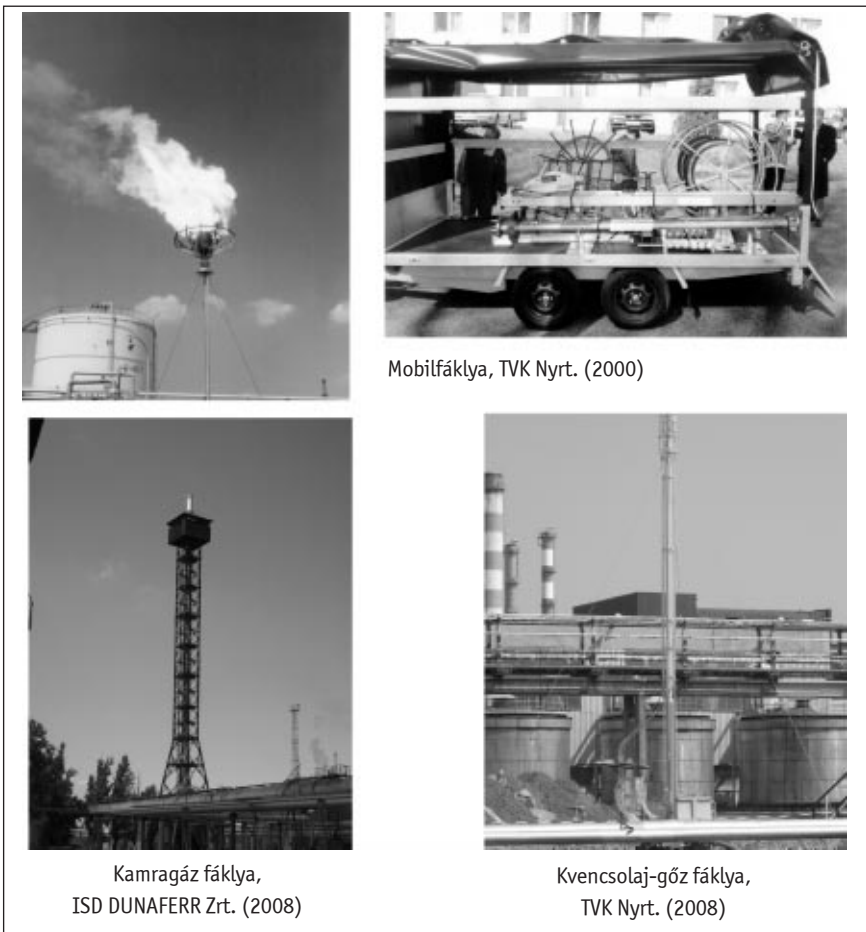 Mobilfáklya, TVK Nyrt. (2000)
Kamragáz fáklya,
ISD DUNAFERR Zrt. (2008)
Kvencsolaj-gőz fáklya,
TVK Nyrt. (2008)